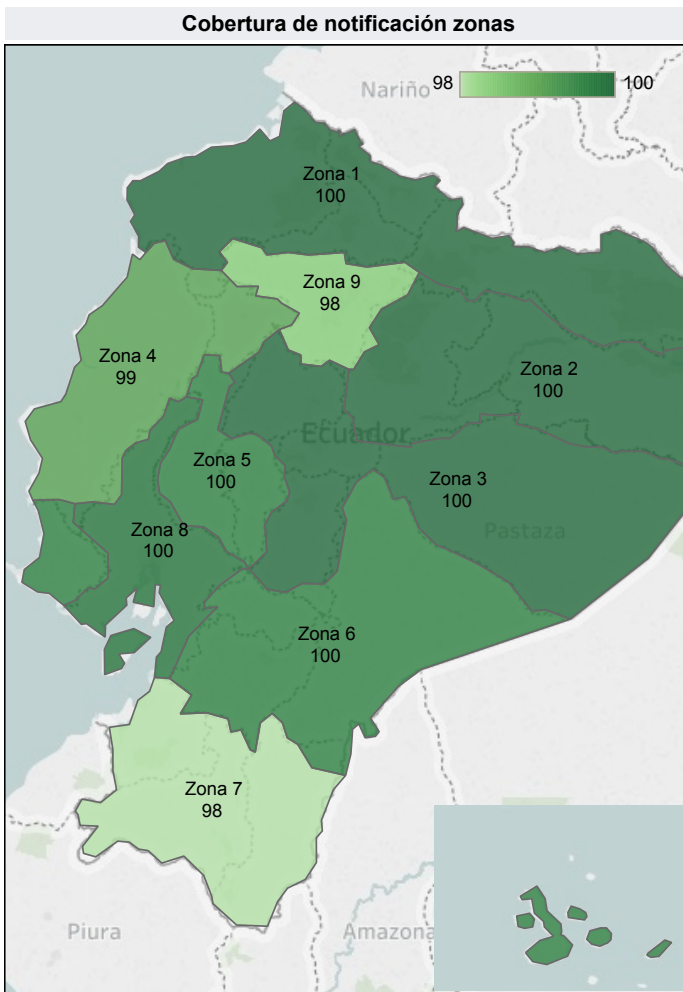 Cobertura de notificación zonas
98
100
Nariño
Zona 1
100
Zona 9
98
Zona 4
99
Zona 2
100
Ecuador
Zona 5
100
Zona 3
100
Pastaza
Zona 8
100
Zona 6
100
Zona 7
98
Piura
Amazona